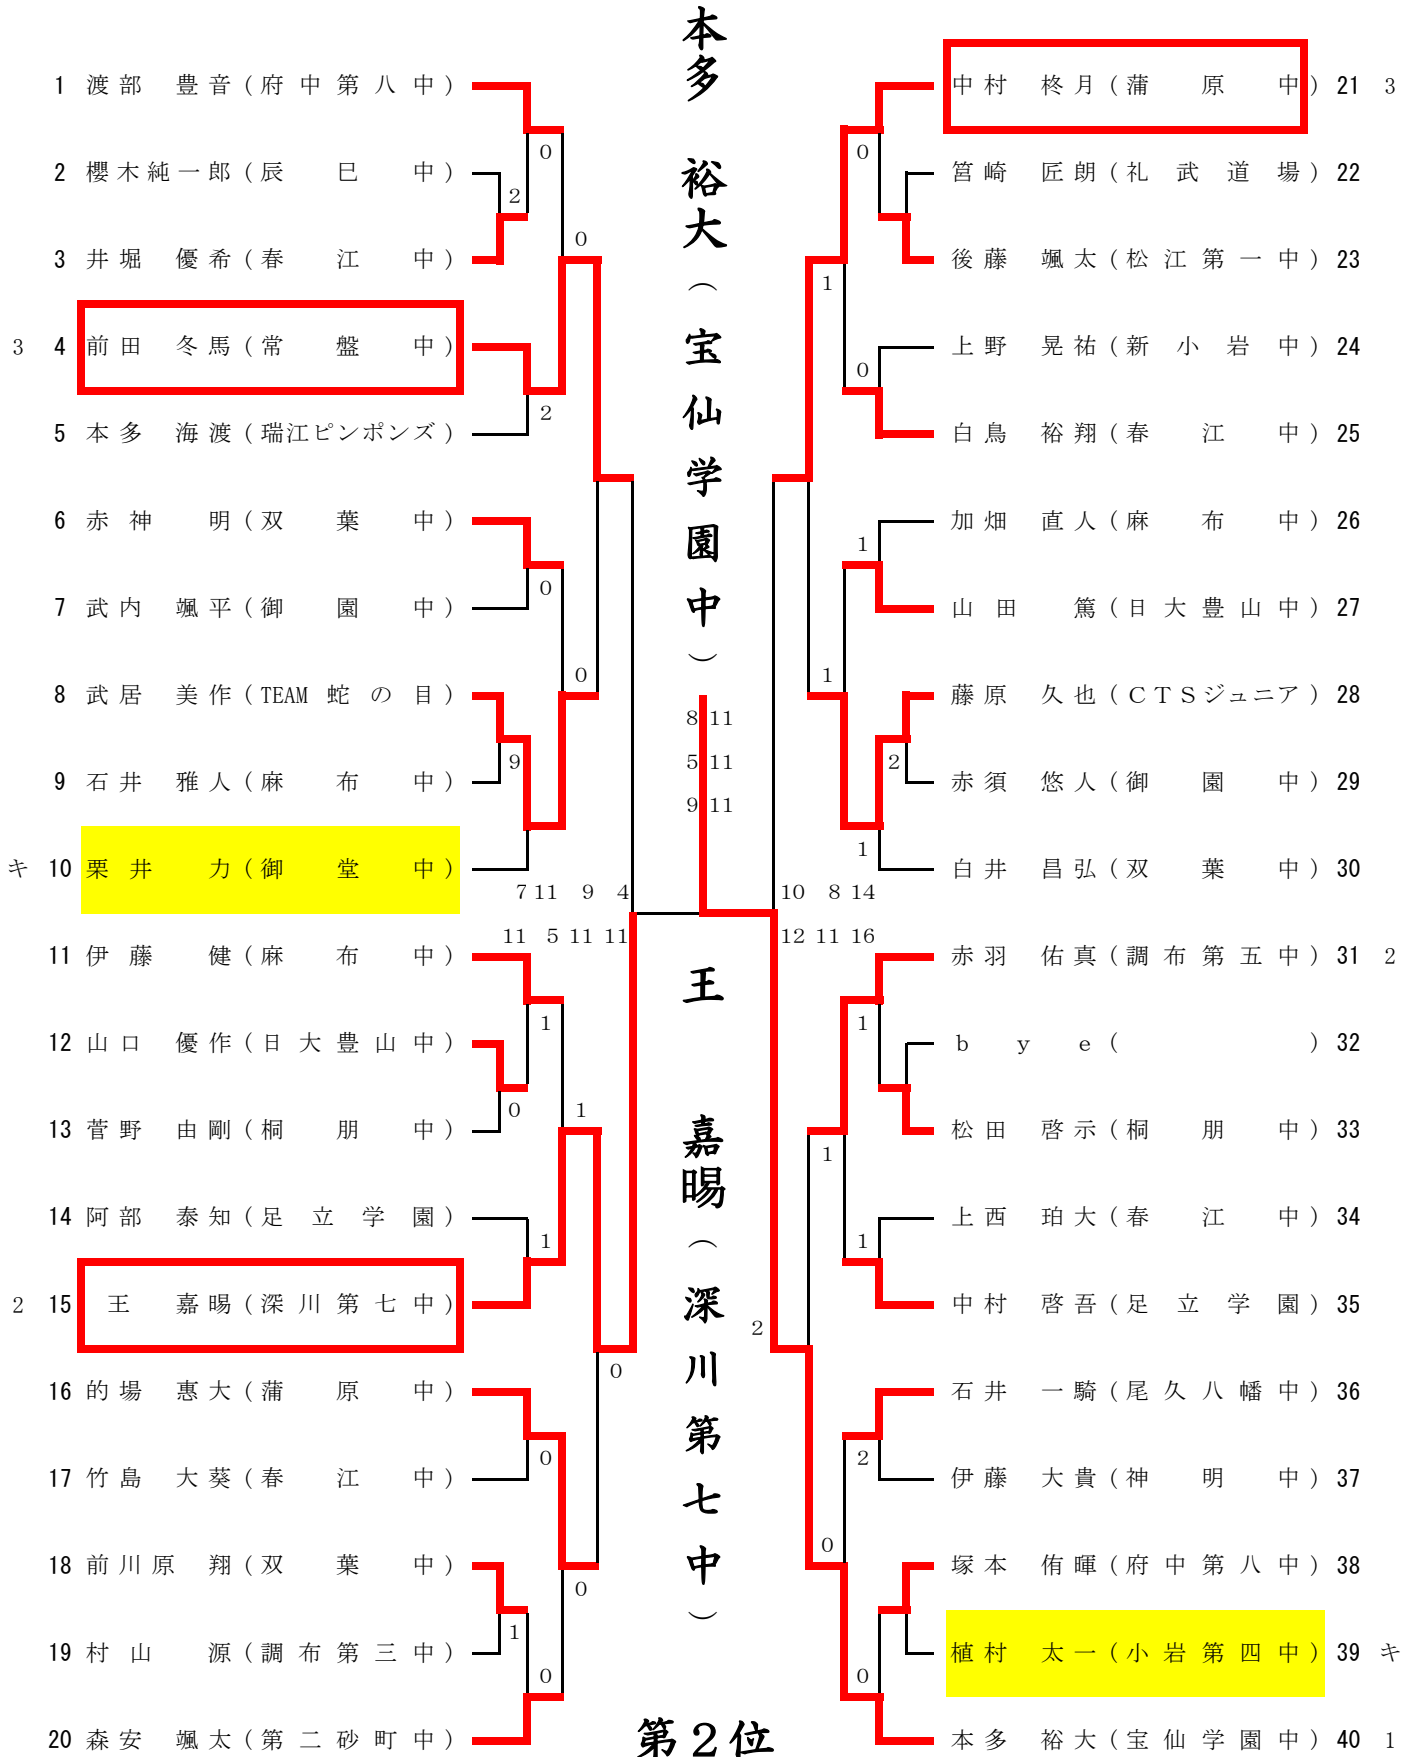 本多 裕大（宝仙学園中）
1 渡部 豊音(府中第八中)
0
2 櫻木純一郎(辰巳中)
2
3 井堀 優希(春江中)
0
3 4 前田 冬馬(常盤中)
2
5 本多 海渡(瑞江ピンポンズ)
6 赤神 明(双葉中)
0
7 武内 颯平(御園中)
0
8 武居 美作(TEAM 蛇の目)
9
9 石井 雅人(麻布中)
キ 10 栗井 力(御堂中)
7 11 9 4
11 5 11 11
11 伊藤 健(麻布中)
1
12 山口 優作(日大豊山中)
0
13 菅野 由剛(桐朋中)
1
14 阿部 泰知(足立学園)
1
2 15 王 嘉暘(深川第七中)
0
16 的場 惠大(蒲原中)
0
17 竹島 大葵(春江中)
0
18 前川原 翔(双葉中)
1
19 村山 源(調布第三中)
0
20 森安 颯太(第二砂町中)
8 11
5 11
9 11
王 嘉暘（深川第七中）
第２位
中村 柊月(蒲原中) 21 3
0
筥崎 匠朗(礼武道場) 22
後藤 颯太(松江第一中) 23
1
上野 晃祐(新小岩中) 24
0
白鳥 裕翔(春江中) 25
加畑 直人(麻布中) 26
1
山田 篤(日大豊山中) 27
1
藤原 久也(ＣＴＳジュニア) 28
2
赤須 悠人(御園中) 29
1
白井 昌弘(双葉中) 30
10 8 14
12 11 16
赤羽 佑真(調布第五中) 31 2
1
ｂｙｅ( ) 32
松田 啓示(桐朋中) 33
1
上西 珀大(春江中) 34
1
中村 啓吾(足立学園) 35
2
石井 一騎(尾久八幡中) 36
2
伊藤 大貴(神明中) 37
0
塚本 侑暉(府中第八中) 38
植村 太一(小岩第四中) 39 キ
0
本多 裕大(宝仙学園中) 40 1